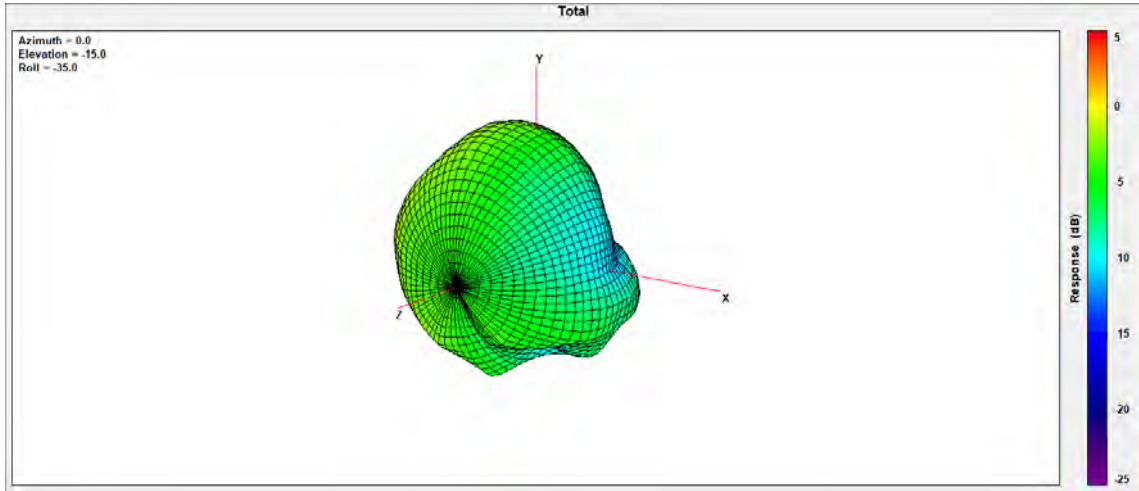 Total
Azimuth = 0.0
Elevation = -15.0
Roll = -35.0
Y
X
Z
5
0
5
10
15
-20
-25
Response (dB)